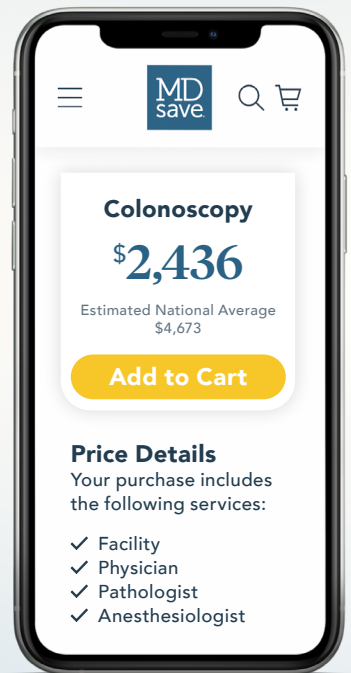 MD
save
Colonoscopy
$2,436
Estimated National Average
$4,673
Add to Cart
Price Details
Your purchase includes
the following services:
Facility
Physician
Pathologist
Anesthesiologist